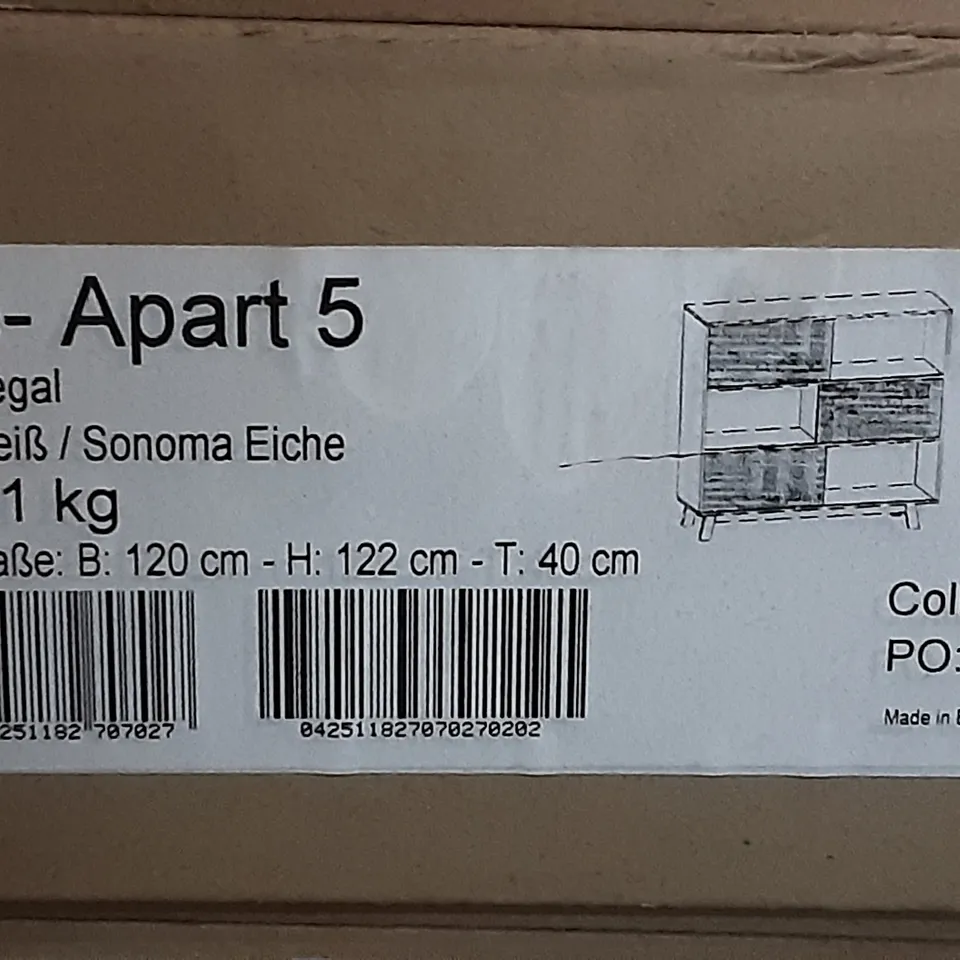 - Apart 5
egal
eiß / Sonoma Eiche
1 kg
aße: B: 120 cm - H: 122 cm - T: 40 cm
251182 707027
042511827070270202
Col
PO:
Made in